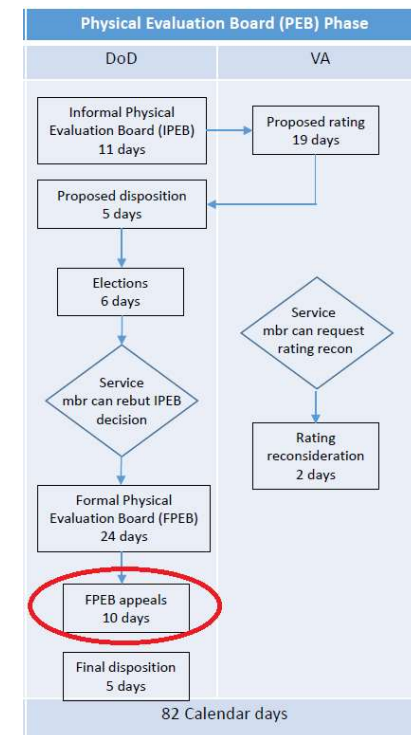 Physical Evaluation Board (PEB) Phase
DoD
VA
Informal Physical
Evaluation Board (IPEB)
11 days
Proposed rating
19 days
Proposed disposition
5 days
Elections
6 days
Service
mbr can request
rating recon
Service
mbr can rebut IPEB
decision
Rating
reconsideration
2 days
Formal Physical
Evaluation Board (FPEB)
24 days
FPEB appeals
10 days
Final disposition
5 days
82 Calendar days